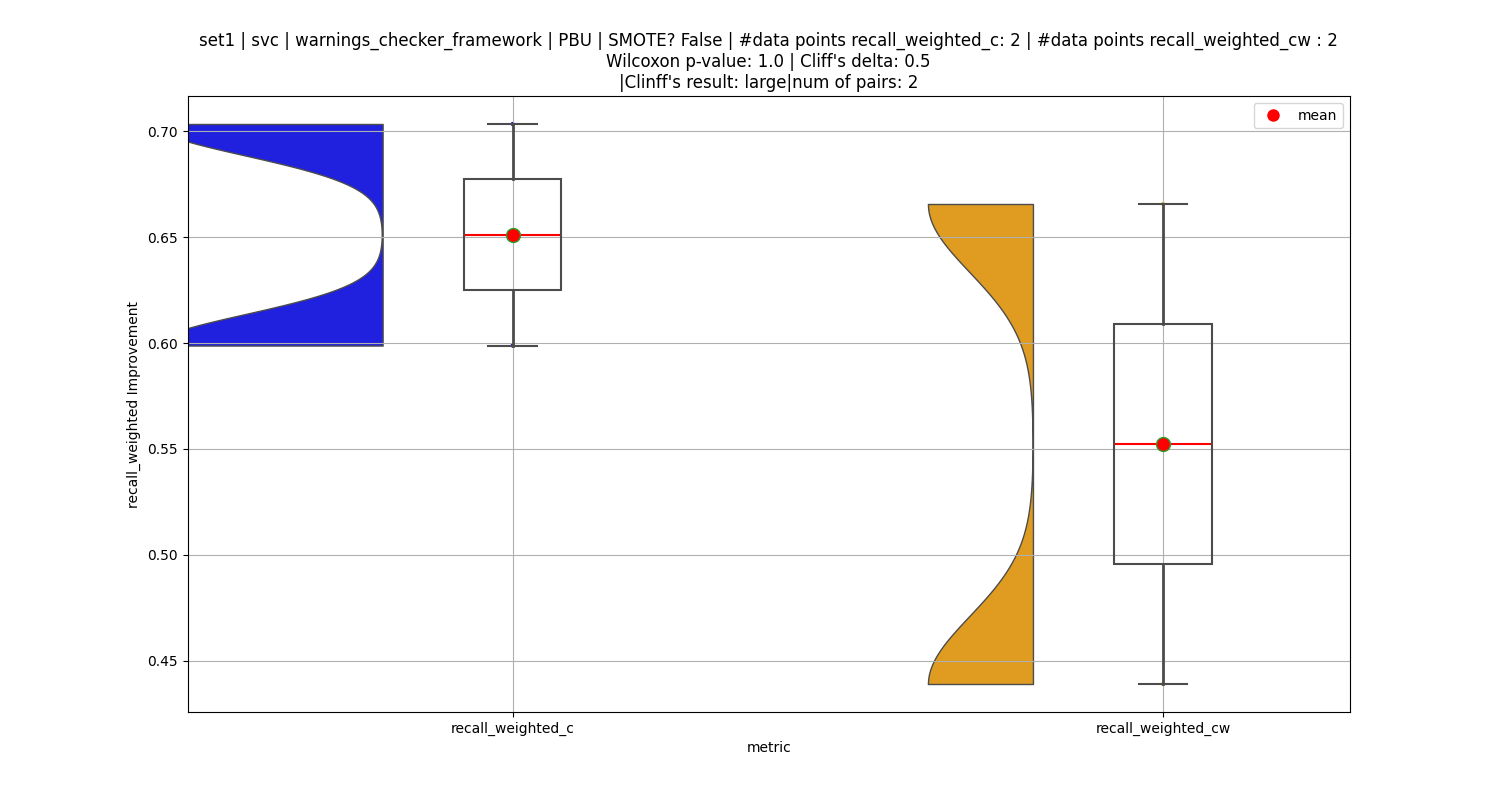 set1 | svc | warnings_checker_framework | PBU | SMOTE? False | #data points recall_weighted_c: 2 | #data points recall_weighted_cw : 2
Wilcoxon p-value: 1.0 | Cliff's delta: 0.5
|Clinff's result: large|num of pairs: 2
mean
0.70
0.65
0.60
0.55
0.50
0.45
recall_weighted Improvement
recall_weighted_c
recall_weighted_cw
metric